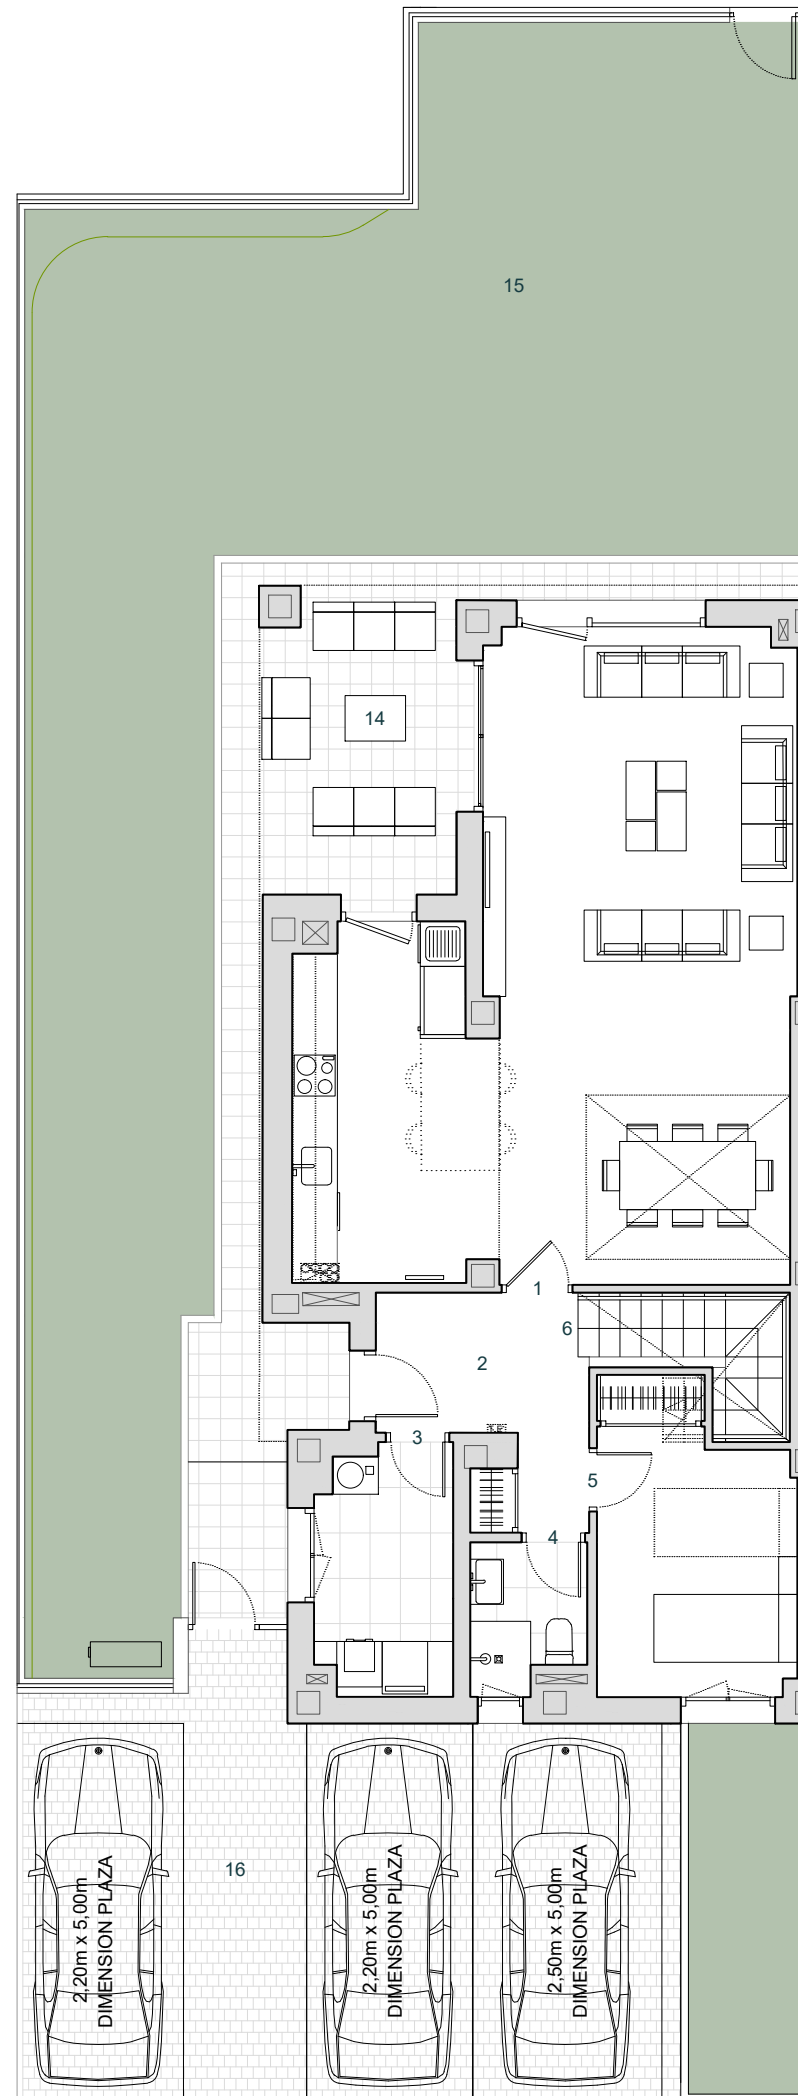 15
14
1
6
2
3
5
4
16
2,20m x 5,00m
DIMENSION PLAZA
2,20m x 5,00m
DIMENSION PLAZA
2,50m x 5,00m
DIMENSION PLAZA